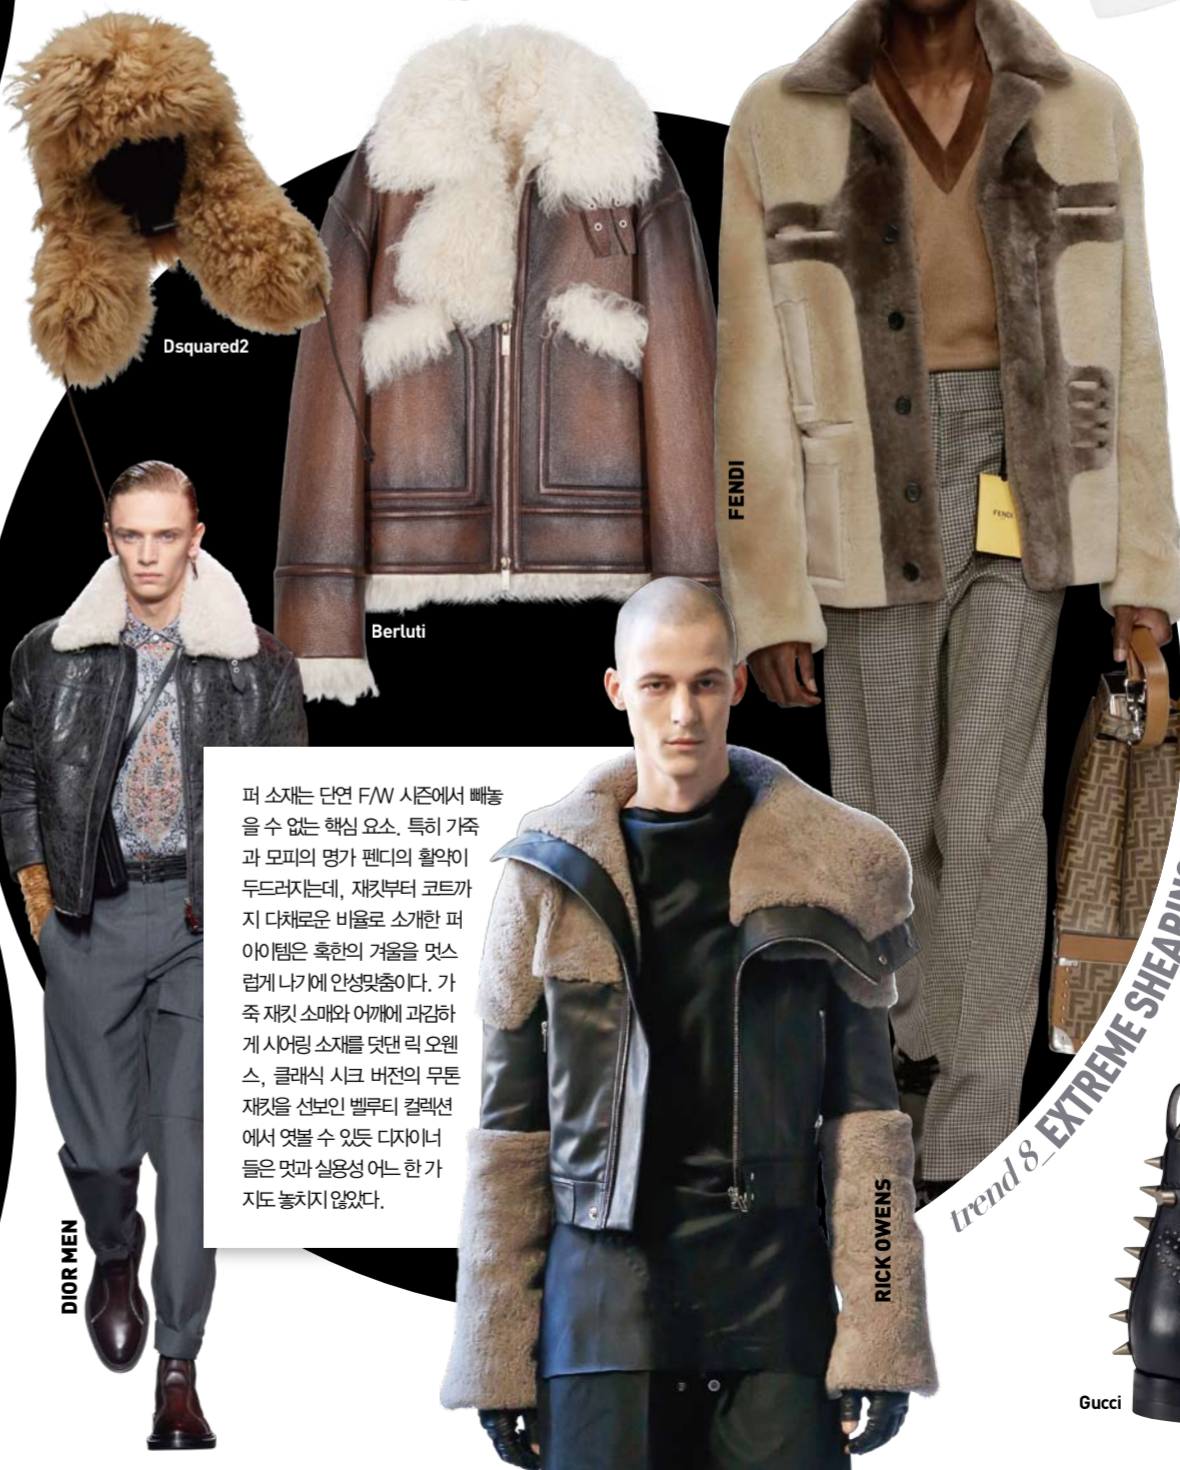 Dsquared2
FENDI
FENDI
Berluti
퍼 소재는 단연 F/W 시즌에서 빼놓
을 수 없는 핵심 요소. 특히 가죽
과 모피의 명가 펜디의 활약이
두드러지는데, 재킷부터 코트까
지 다채로운 비율로 소개한 퍼
아이템은 혹한의 겨울을 멋스
럽게 나기에 안성맞춤이다. 가
죽 재킷 소매와 어깨에 과감하
게 시어링 소재를 덧댄 릭 오웬
스, 클래식 시크 버전의 무톤
재킷을 선보인 벨루티 컬렉션
에서 엿볼 수 있듯 디자이너
들은 멋과 실용성 어느 한 가
지도 놓치지 않았다.
DIOR MEN
RICK OWENS
trend 8_EXTREME SHEARING
Gucci